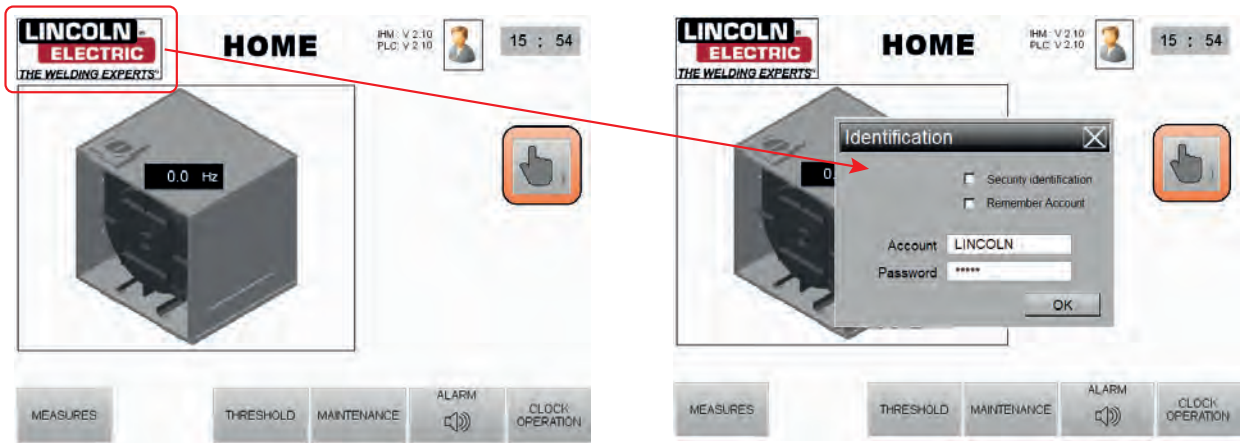 LINCOLN
ELECTRIC
THE WELDING EXPERTS®
HOME
IHM : V 2.10
PLC: V 2.10
15 : 54
0.0 Hz
MEASURES
THRESHOLD
MAINTENANCE
ALARM
CLOCK
OPERATION
LINCOLN
ELECTRIC
THE WELDING EXPERTS®
HOME
IHM : V 2.10
PLC: V 2.10
15 : 54
0.
Identification
Security identification
Remember Account
Account LINCOLN
Password *****
OK
MEASURES
THRESHOLD
MAINTENANCE
ALARM
CLOCK
OPERATION